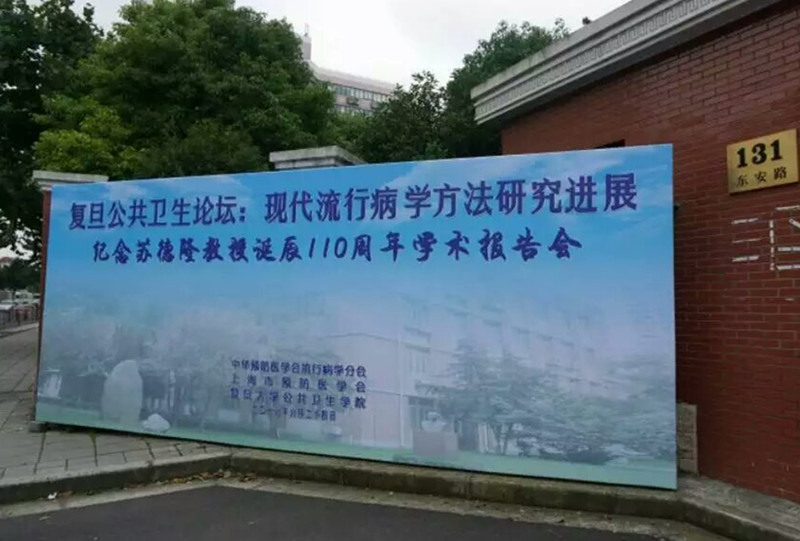 复旦公共卫生论坛：现代流行病学方法研究进展
纪念苏德隆教授诞辰110周年学术报告会
中华预防医学会流行病学分会
上海市预防医学会
复旦大学公共卫生学院
131
东安路